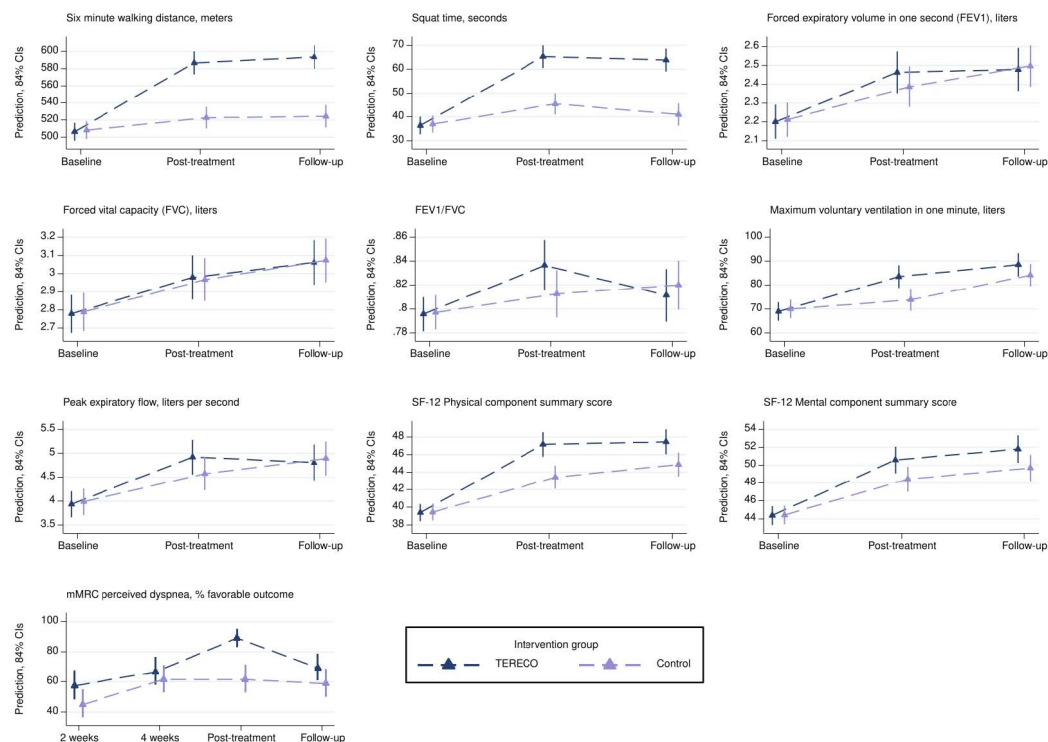 Six minute walking distance, meters
Prediction, 84% CIs
600
580
560
540
520
500
Baseline Post-treatment Follow-up
Squat time, seconds
Prediction, 84% CIs
70
60
50
40
30
Baseline Post-treatment Follow-up
Forced expiratory volume in one second (FEV1), liters
Prediction, 84% CIs
2.6
2.5
2.4
2.3
2.2
2.1
Baseline Post-treatment Follow-up
Forced vital capacity (FVC), liters
Prediction, 84% CIs
3.2
3.1
3
2.9
2.8
2.7
Baseline Post-treatment Follow-up
FEV1/FVC
Prediction, 84% CIs
.86
.84
.82
.8
.78
Baseline Post-treatment Follow-up
Maximum voluntary ventilation in one minute, liters
Prediction, 84% CIs
100
90
80
70
60
Baseline Post-treatment Follow-up
Peak expiratory flow, liters per second
Prediction, 84% CIs
5.5
5
4.5
4
3.5
Baseline Post-treatment Follow-up
SF-12 Physical component summary score
Prediction, 84% CIs
48
46
44
42
40
38
Baseline Post-treatment Follow-up
SF-12 Mental component summary score
Prediction, 84% CIs
54
52
50
48
46
44
Baseline Post-treatment Follow-up
mMRC perceived dyspnea, % favorable outcome
Prediction, 84% CIs
100
80
60
40
2 weeks 4 weeks Post-treatment Follow-up
Intervention group
TERECO Control